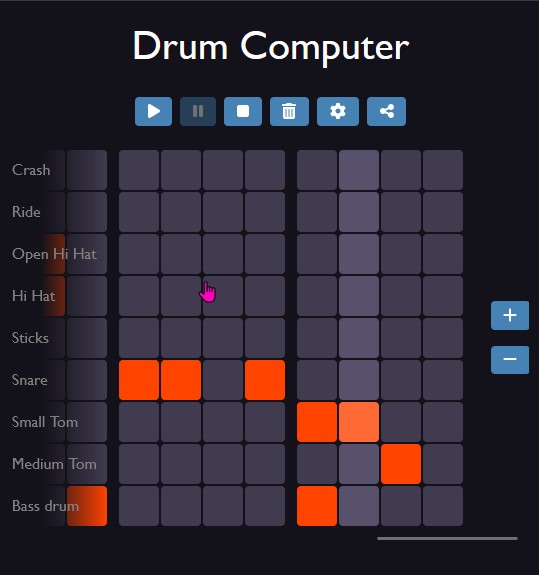 Drum Computer
Crash
Ride
Open Hi Hat
Hi Hat
Sticks
Snare
Small Tom
Medium Tom
Bass drum